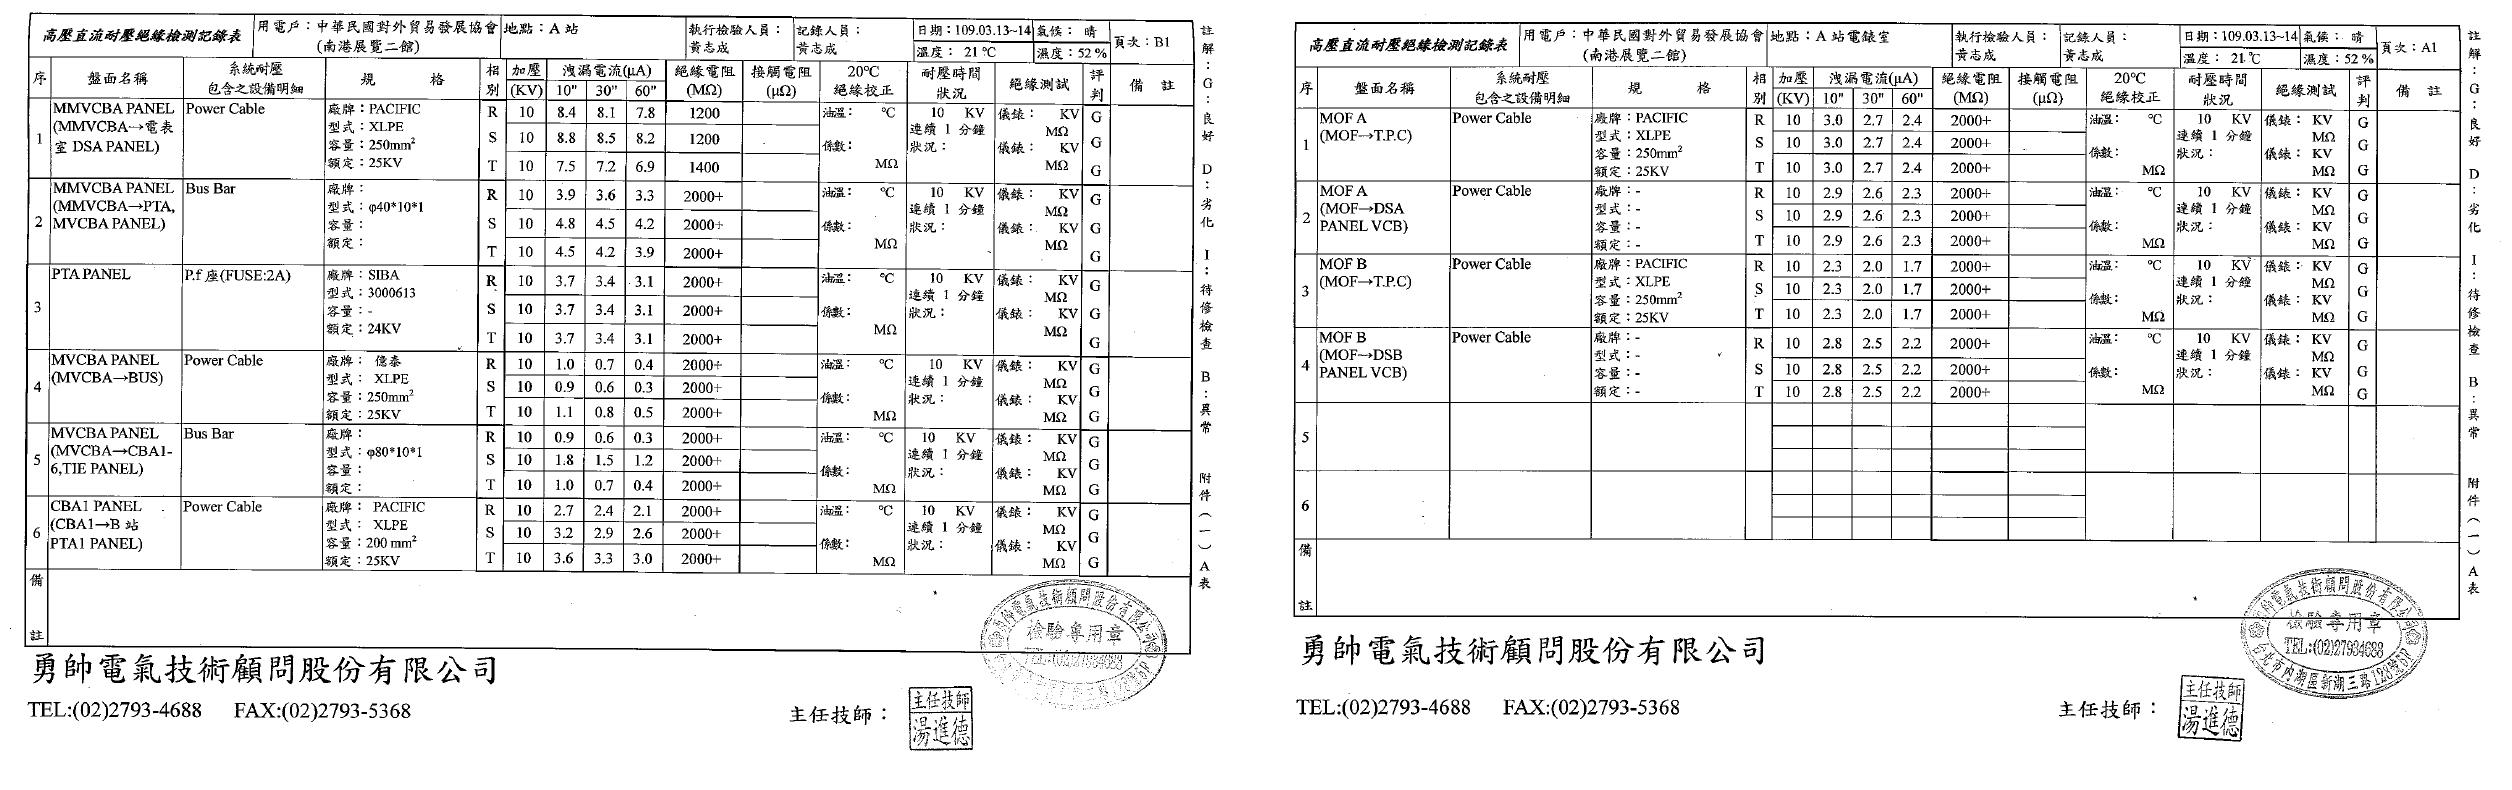 高壓直流耐壓絕緣檢測記錄表
用電戶：中華民國對外貿易發展協會
(南港展覽二館)
地點：A 站
執行檢驗人員：
黃志成
記錄人員：
黃志成
日期：109.03.13~14
氣候： 晴
溫度： 21℃
濕度：52 %
頁次：B1
序 盤面名稱 系統耐壓 包含之設備明細 規 格 相別 加壓 (KV) 洩漏電流(μA) 10" 30" 60" 絕緣電阻 (MΩ) 接觸電阻 (μΩ) 20℃ 絕緣校正 耐壓時間 狀況 絕緣測試 評判 備 註
1 MMVCBA PANEL (MMVCBA→電表室 DSA PANEL) Power Cable
廠牌：PACIFIC
型式：XLPE
容量：250mm²
額定：25KV
R 10 8.4 8.1 7.8 1200 G
S 10 8.8 8.5 8.2 1200 G
T 10 7.5 7.2 6.9 1400 G
油溫： ℃
係數：
MΩ
10 KV
連續 1 分鐘
狀況：
儀錶： KV
MΩ
儀錶： KV
MΩ
2 MMVCBA PANEL (MMVCBA→PTA, MVCBA PANEL) Bus Bar
廠牌：
型式：φ40*10*1
容量：
額定：
R 10 3.9 3.6 3.3 2000+ G
S 10 4.8 4.5 4.2 2000+ G
T 10 4.5 4.2 3.9 2000+ G
油溫： ℃
係數：
MΩ
10 KV
連續 1 分鐘
狀況：
儀錶： KV
MΩ
儀錶： KV
MΩ
3 PTA PANEL P.f 座(FUSE:2A)
廠牌：SIBA
型式：3000613
容量：-
額定：24KV
R 10 3.7 3.4 3.1 2000+ G
S 10 3.7 3.4 3.1 2000+ G
T 10 3.7 3.4 3.1 2000+ G
油溫： ℃
係數：
MΩ
10 KV
連續 1 分鐘
狀況：
儀錶： KV
MΩ
儀錶： KV
MΩ
4 MVCBA PANEL (MVCBA→BUS) Power Cable
廠牌： 億泰
型式： XLPE
容量：250mm²
額定：25KV
R 10 1.0 0.7 0.4 2000+ G
S 10 0.9 0.6 0.3 2000+ G
T 10 1.1 0.8 0.5 2000+ G
油溫： ℃
係數：
MΩ
10 KV
連續 1 分鐘
狀況：
儀錶： KV
MΩ
儀錶： KV
MΩ
5 MVCBA PANEL (MVCBA→CBA1-6,TIE PANEL) Bus Bar
廠牌：
型式：φ80*10*1
容量：
額定：
R 10 0.9 0.6 0.3 2000+ G
S 10 1.8 1.5 1.2 2000+ G
T 10 1.0 0.7 0.4 2000+ G
油溫： ℃
係數：
MΩ
10 KV
連續 1 分鐘
狀況：
儀錶： KV
MΩ
儀錶： KV
MΩ
6 CBA1 PANEL (CBA1→B 站 PTA1 PANEL) Power Cable
廠牌： PACIFIC
型式： XLPE
容量：200 mm²
額定：25KV
R 10 2.7 2.4 2.1 2000+ G
S 10 3.2 2.9 2.6 2000+ G
T 10 3.6 3.3 3.0 2000+ G
油溫： ℃
係數：
MΩ
10 KV
連續 1 分鐘
狀況：
儀錶： KV
MΩ
儀錶： KV
MΩ
備註
註解：G：良好 D：劣化 I：待修檢查 B：異常 附件（一）A表
檢驗專用章
TEL:(02)27934688
勇帥電氣技術顧問股份有限公司
TEL:(02)2793-4688 FAX:(02)2793-5368
主任技師：
主任技師
湯進德
高壓直流耐壓絕緣檢測記錄表
用電戶：中華民國對外貿易發展協會
(南港展覽二館)
地點：A 站電錶室
執行檢驗人員：
黃志成
記錄人員：
黃志成
日期：109.03.13~14
氣候： 晴
溫度： 21℃
濕度：52 %
頁次：A1
序 盤面名稱 系統耐壓 包含之設備明細 規 格 相別 加壓 (KV) 洩漏電流(μA) 10" 30" 60" 絕緣電阻 (MΩ) 接觸電阻 (μΩ) 20℃ 絕緣校正 耐壓時間 狀況 絕緣測試 評判 備 註
1 MOF A (MOF→T.P.C) Power Cable
廠牌：PACIFIC
型式：XLPE
容量：250mm²
額定：25KV
R 10 3.0 2.7 2.4 2000+ G
S 10 3.0 2.7 2.4 2000+ G
T 10 3.0 2.7 2.4 2000+ G
油溫： ℃
係數：
MΩ
10 KV
連續 1 分鐘
狀況：
儀錶： KV
MΩ
儀錶： KV
MΩ
2 MOF A (MOF→DSA PANEL VCB) Power Cable
廠牌：-
型式：-
容量：-
額定：-
R 10 2.9 2.6 2.3 2000+ G
S 10 2.9 2.6 2.3 2000+ G
T 10 2.9 2.6 2.3 2000+ G
油溫： ℃
係數：
MΩ
10 KV
連續 1 分鐘
狀況：
儀錶： KV
MΩ
儀錶： KV
MΩ
3 MOF B (MOF→T.P.C) Power Cable
廠牌：PACIFIC
型式：XLPE
容量：250mm²
額定：25KV
R 10 2.3 2.0 1.7 2000+ G
S 10 2.3 2.0 1.7 2000+ G
T 10 2.3 2.0 1.7 2000+ G
油溫： ℃
係數：
MΩ
10 KV
連續 1 分鐘
狀況：
儀錶： KV
MΩ
儀錶： KV
MΩ
4 MOF B (MOF→DSB PANEL VCB) Power Cable
廠牌：-
型式：-
容量：-
額定：-
R 10 2.8 2.5 2.2 2000+ G
S 10 2.8 2.5 2.2 2000+ G
T 10 2.8 2.5 2.2 2000+ G
油溫： ℃
係數：
MΩ
10 KV
連續 1 分鐘
狀況：
儀錶： KV
MΩ
儀錶： KV
MΩ
5
6
備註
註解：G：良好 D：劣化 I：待修檢查 B：異常 附件（一）A表
勇帥電氣技術顧問股份有限公司
檢驗專用章
TEL:(02)27934688
台北市內湖區新湖三路128號5F
勇帥電氣技術顧問股份有限公司
TEL:(02)2793-4688 FAX:(02)2793-5368
主任技師：
主任技師
湯進德